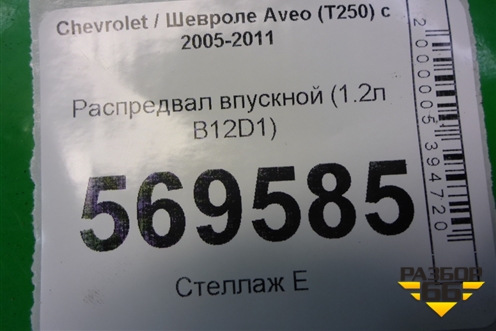 Chevrolet / Шевроле Aveo (T250) с
2005-2011
Распредвал впускной (1.2л
B12D1)
569585
Стеллаж Е
2000005394720
РАЗБОР
66